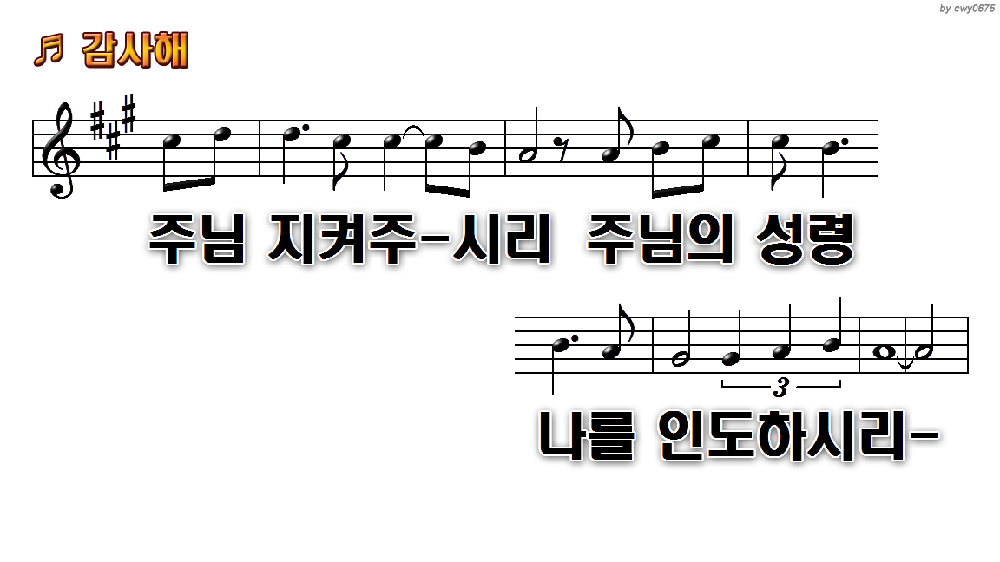 by cwy0675
♬ 감사해
주님 지켜주-시리 주님의 성령
3
나를 인도하시리-